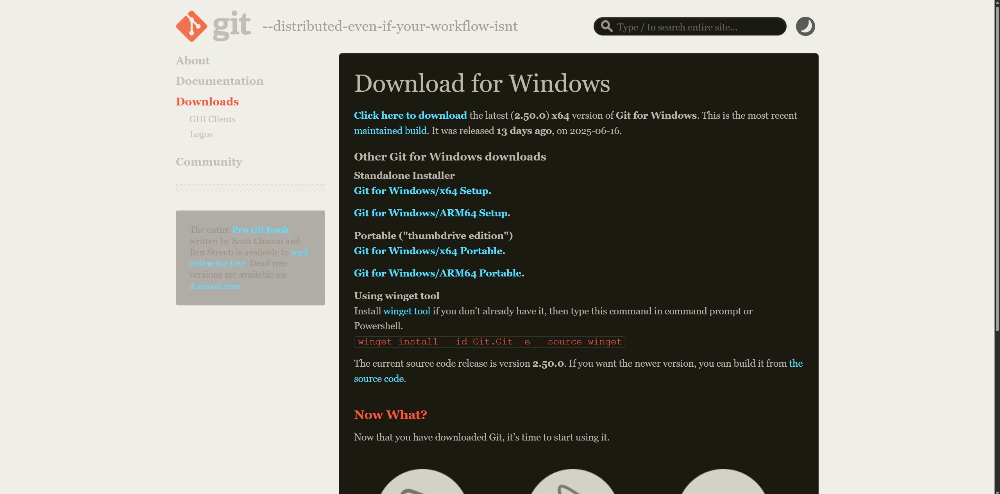 git --distributed-even-if-your-workflow-isnt
Type / to search entire site...
About
Documentation
Downloads
GUI Clients
Logos
Community
The entire Pro Git book
written by Scott Chacon and
Ben Straub is available to read
online for free. Dead tree
versions are available on
Amazon.com.
Download for Windows
Click here to download the latest (2.50.0) x64 version of Git for Windows. This is the most recent
maintained build. It was released 13 days ago, on 2025-06-16.
Other Git for Windows downloads
Standalone Installer
Git for Windows/x64 Setup.
Git for Windows/ARM64 Setup.
Portable ("thumbdrive edition")
Git for Windows/x64 Portable.
Git for Windows/ARM64 Portable.
Using winget tool
Install winget tool if you don't already have it, then type this command in command prompt or
Powershell.
winget install --id Git.Git -e --source winget
The current source code release is version 2.50.0. If you want the newer version, you can build it from the
source code.
Now What?
Now that you have downloaded Git, it's time to start using it.